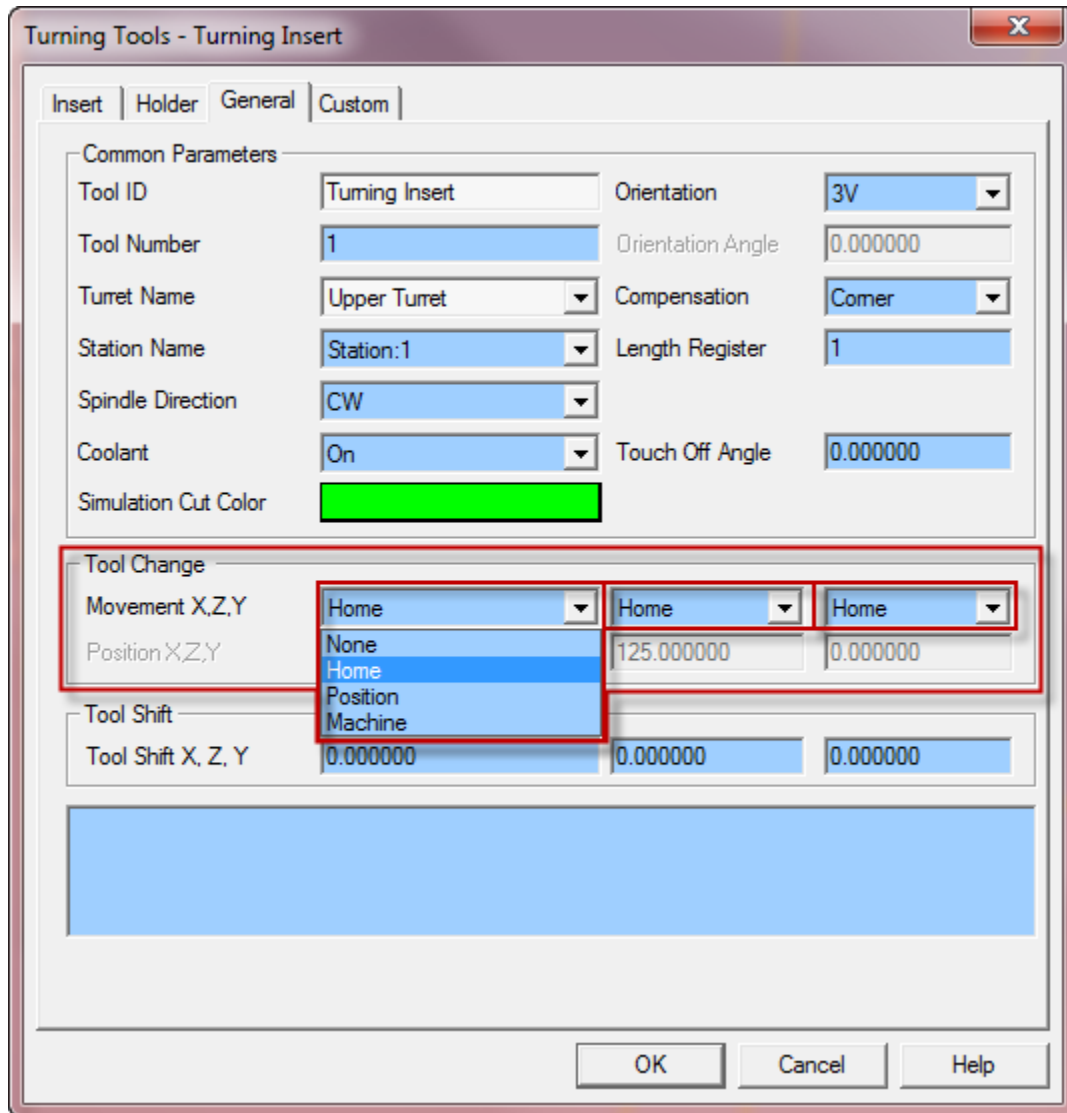 Turning Tools - Turning Insert
Insert Holder General Custom
Common Parameters
Tool ID Turning Insert Orientation 3V
Tool Number 1 Orientation Angle 0.000000
Turret Name Upper Turret Compensation Corner
Station Name Station:1 Length Register 1
Spindle Direction CW
Coolant On Touch Off Angle 0.000000
Simulation Cut Color
Tool Change
Movement X,Z,Y Home Home Home
Position X,Z,Y 125.000000 0.000000
None
Home
Position
Machine
Tool Shift
Tool Shift X, Z, Y 0.000000 0.000000 0.000000
OK Cancel Help